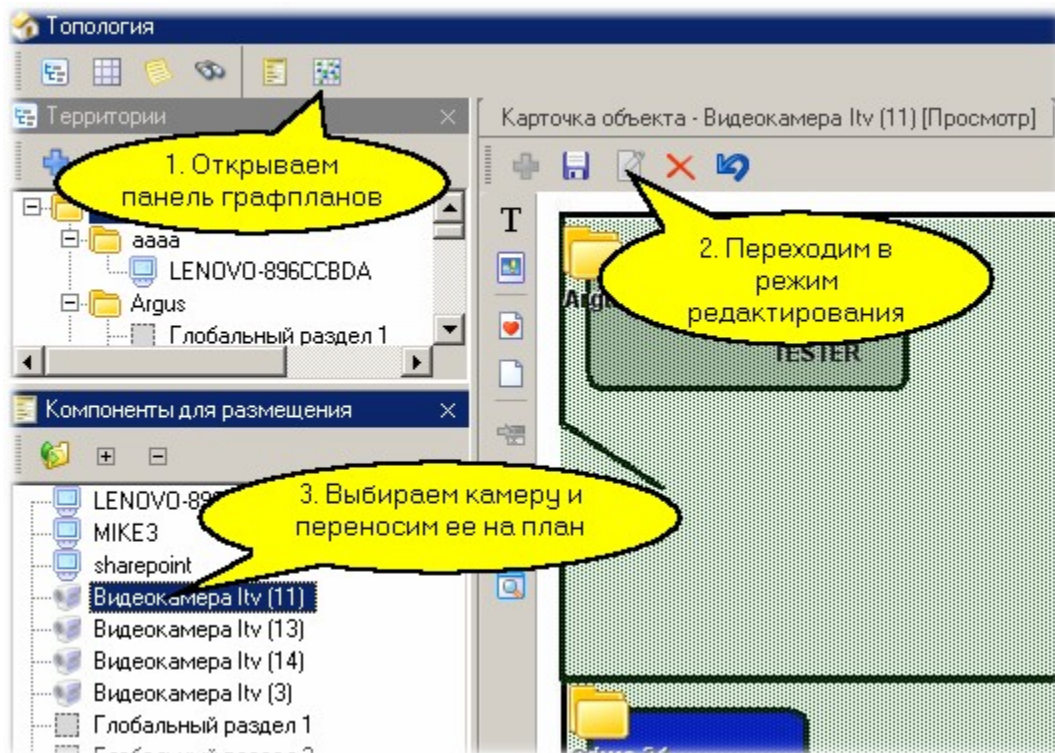 Топология
Территории
Карточка объекта - Видеокамера Itv (11) [Просмотр]
1. Открываем
панель графпланов
aaaa
LENOVO-896CCBDA
Argus
Глобальный раздел 1
T
2. Переходим в
режим
редактирования
TESTER
Компоненты для размещения
3. Выбираем камеру и
переносим ее на план
MIKE3
sharepoint
Видеокамера Itv (11)
Видеокамера Itv (13)
Видеокамера Itv (14)
Видеокамера Itv (3)
Глобальный раздел 1